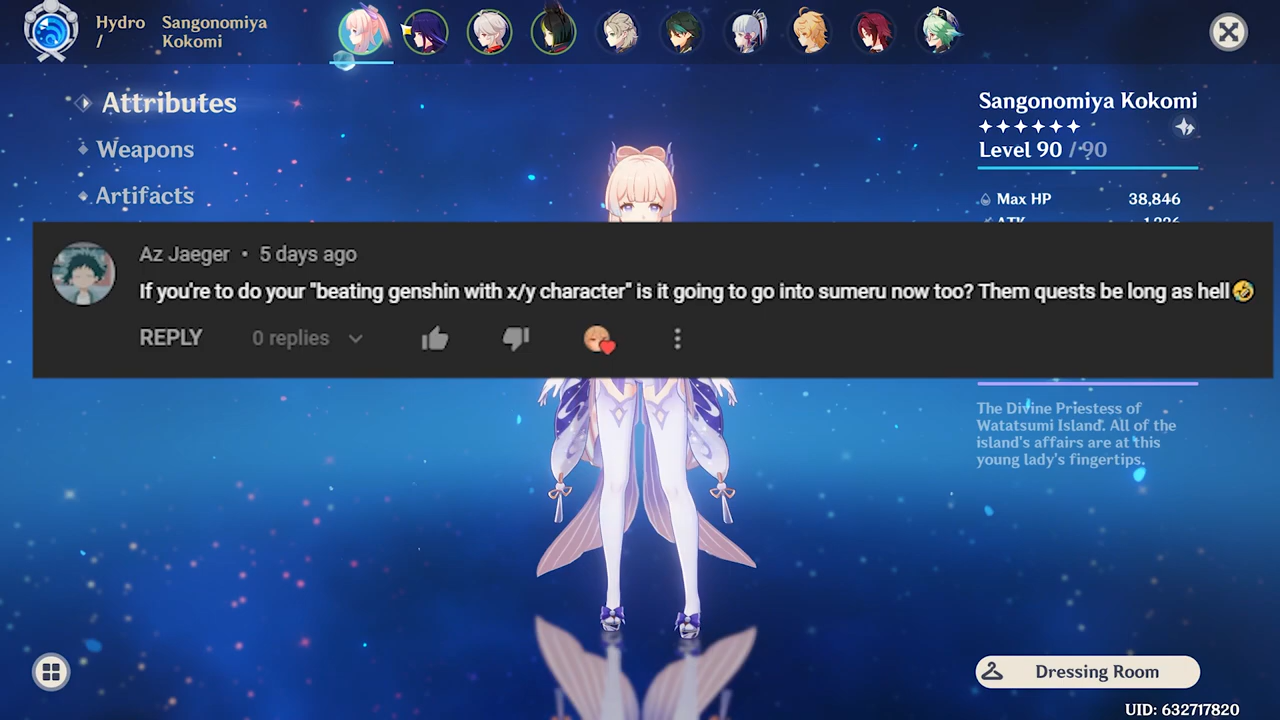 Hydro
/
Sangonomiya
Kokomi
Attributes
Weapons
Artifacts
Sangonomiya Kokomi
Level 90 / 90
Max HP 38,846
ATK
Az Jaeger • 5 days ago
If you're to do your "beating genshin with x/y character" is it going to go into sumeru now too? Them quests be long as hell🤣
REPLY 0 replies
The Divine Priestess of
Watatsumi Island. All of the
island's affairs are at this
young lady's fingertips.
Dressing Room
UID: 632717820